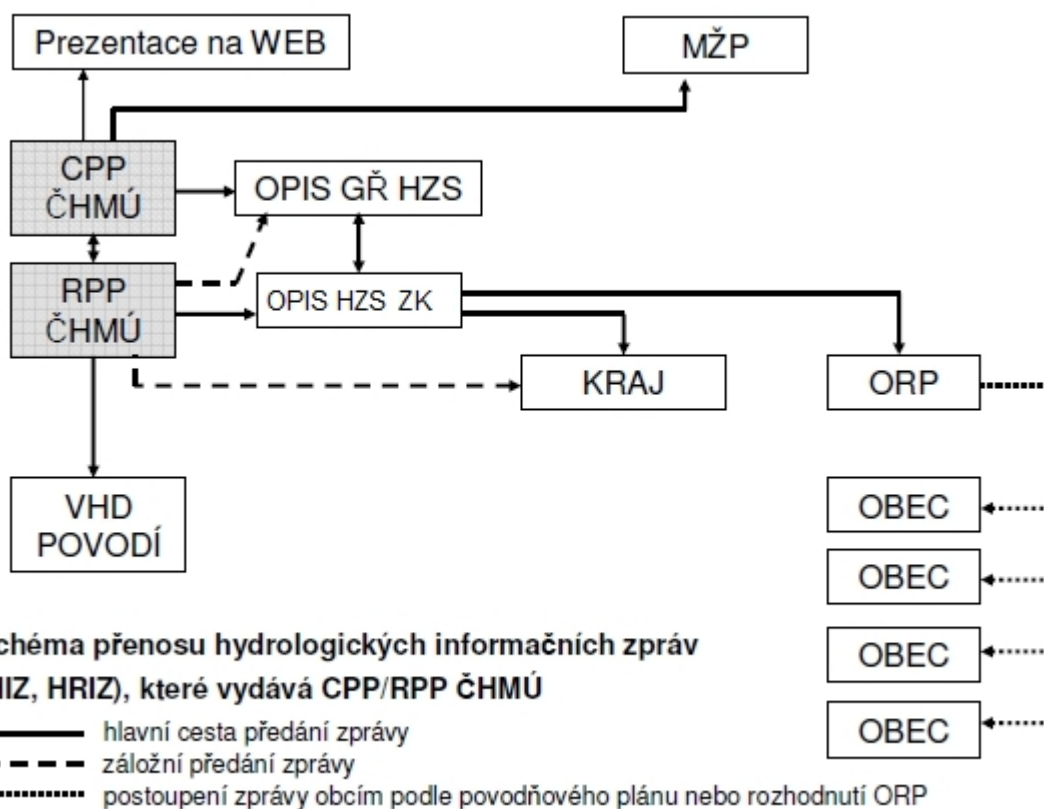 Prezentace na WEB
MŽP
CPP
ČHMÚ
OPIS GŘ HZS
RPP
ČHMÚ
OPIS HZS ZK
KRAJ
ORP
VHD
POVODÍ
OBEC
OBEC
OBEC
OBEC
chéma přenosu hydrologických informačních zpráv
IIZ, HRIZ), které vydává CPP/RPP ČHMÚ
hlavní cesta předání zprávy
záložní předání zprávy
postoupení zprávy obcím podle povodňového plánu nebo rozhodnutí ORP